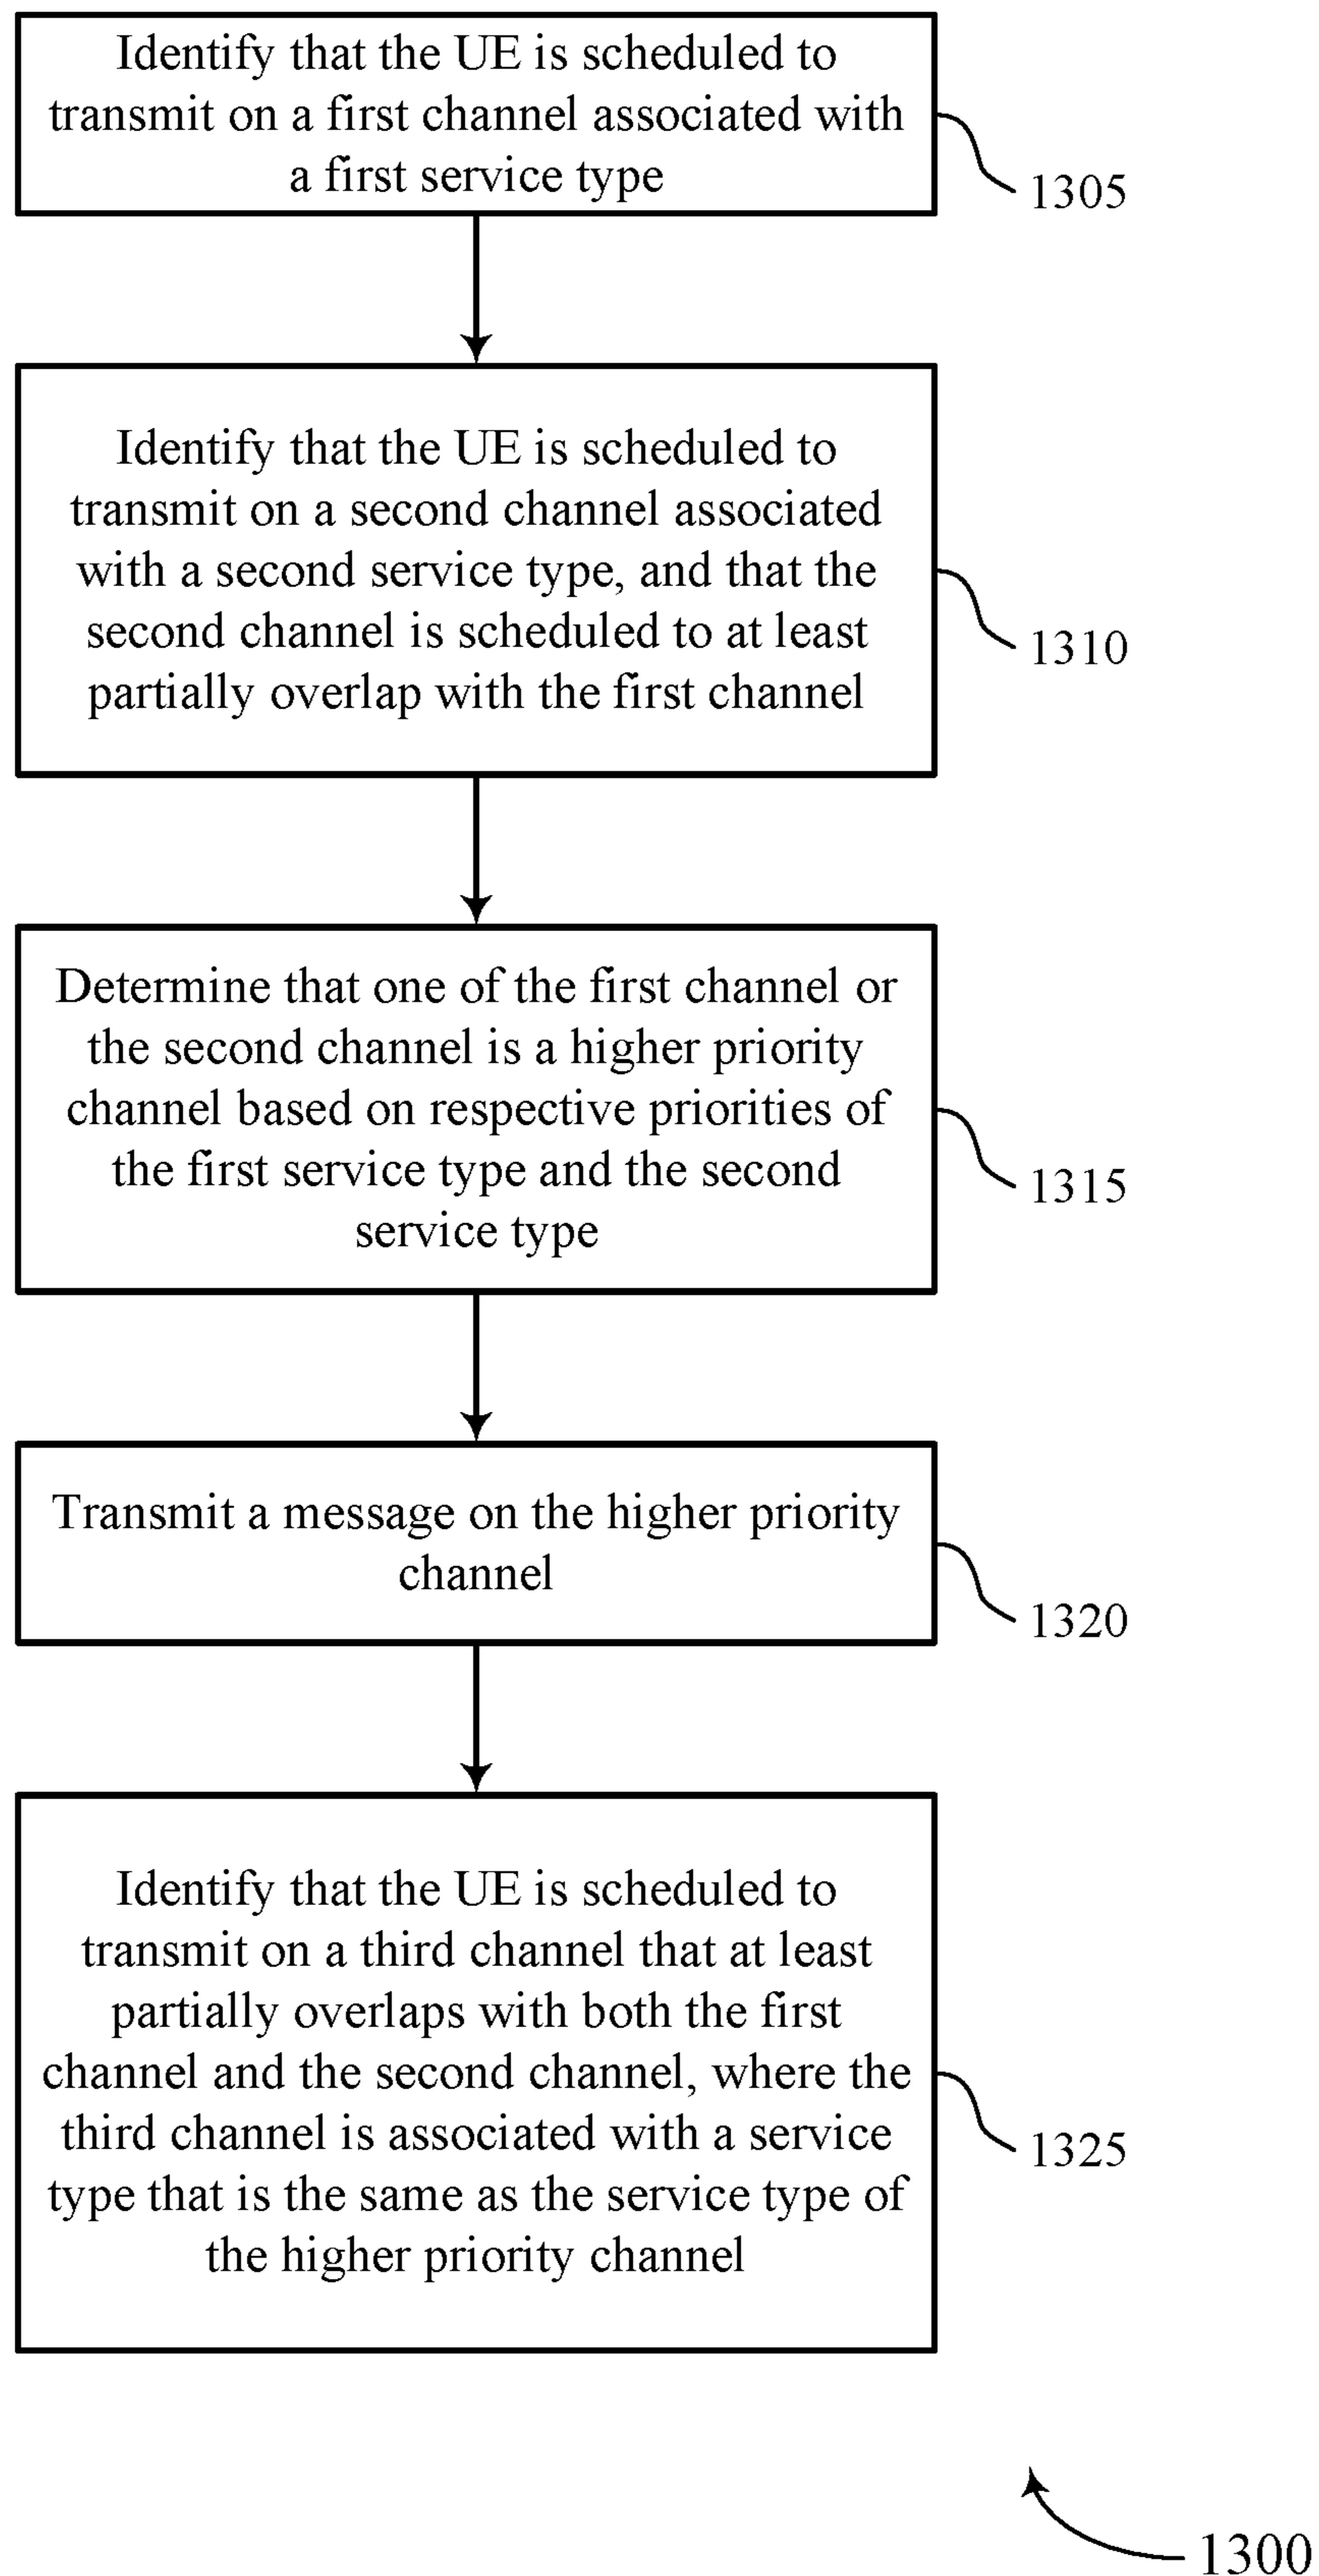 Identify that the UE is scheduled to
transmit on a first channel associated with
a first service type
1305
Identify that the UE is scheduled to
transmit on a second channel associated
with a second service type, and that the
second channel is scheduled to at least
partially overlap with the first channel
1310
Determine that one of the first channel or
the second channel is a higher priority
channel based on respective priorities of
the first service type and the second
service type
1315
Transmit a message on the higher priority
channel
1320
Identify that the UE is scheduled to
transmit on a third channel that at least
partially overlaps with both the first
channel and the second channel, where the
third channel is associated with a service
type that is the same as the service type of
the higher priority channel
1325
1300